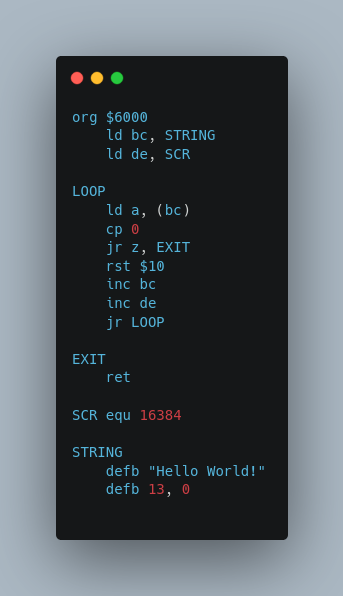 org $6000
    ld bc, STRING
    ld de, SCR

LOOP
    ld a, (bc)
    cp 0
    jr z, EXIT
    rst $10
    inc bc
    inc de
    jr LOOP

EXIT
    ret

SCR equ 16384

STRING
    defb "Hello World!"
    defb 13, 0